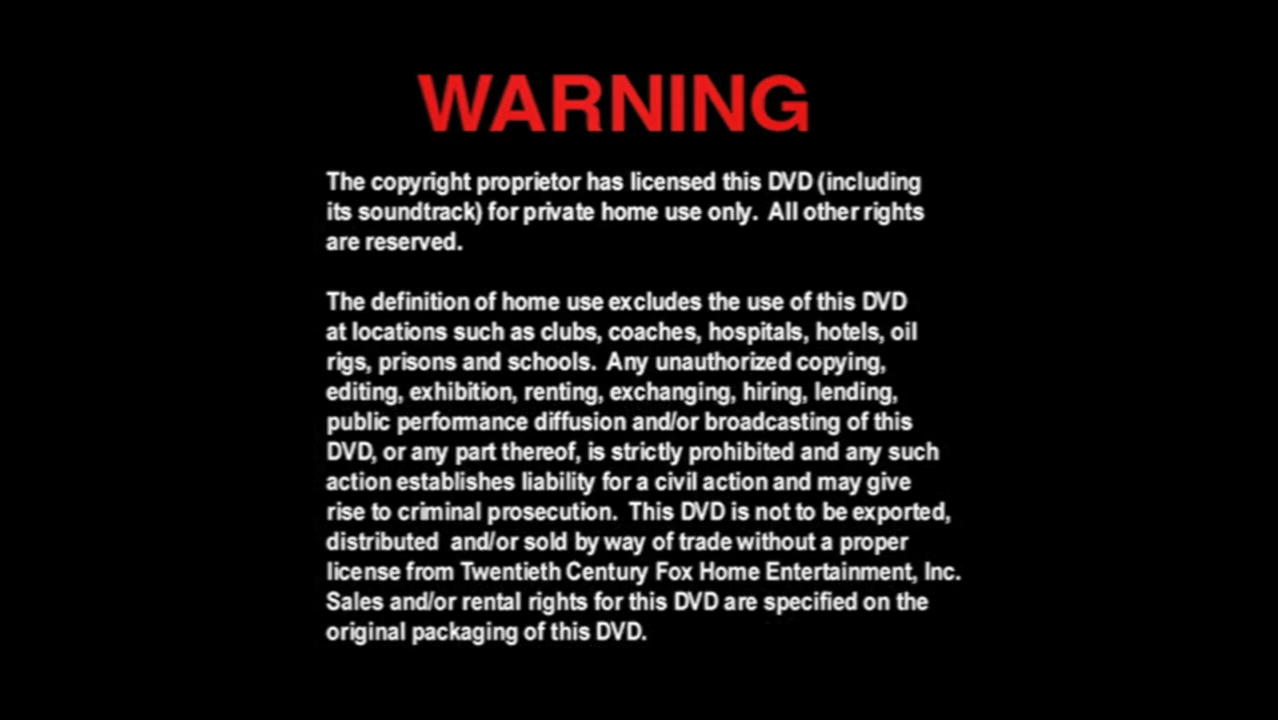 WARNING
The copyright proprietor has licensed this DVD (including
its soundtrack) for private home use only.  All other rights
are reserved.
The definition of home use excludes the use of this DVD
at locations such as clubs, coaches, hospitals, hotels, oil
rigs, prisons and schools.  Any unauthorized copying,
editing, exhibition, renting, exchanging, hiring, lending,
public performance diffusion and/or broadcasting of this
DVD, or any part thereof, is strictly prohibited and any such
action establishes liability for a civil action and may give
rise to criminal prosecution.  This DVD is not to be exported,
distributed  and/or sold by way of trade without a proper
license from Twentieth Century Fox Home Entertainment, Inc.
Sales and/or rental rights for this DVD are specified on the
original packaging of this DVD.